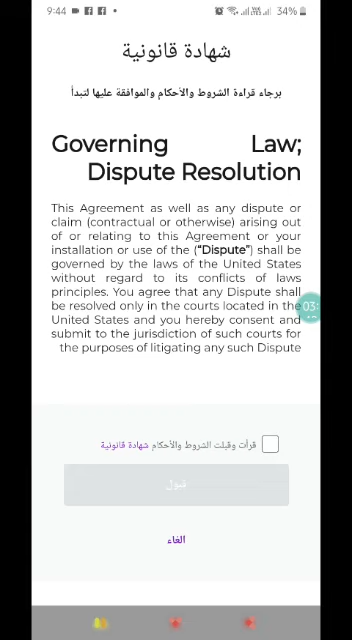 9:44
34%
شهادة قانونية
برجاء قراءة الشروط والأحكام والموافقة عليها لتبدأ
Governing Law;
Dispute Resolution
This Agreement as well as any dispute or
claim (contractual or otherwise) arising out
of or relating to this Agreement or your
installation or use of the (“Dispute”) shall be
governed by the laws of the United States
without regard to its conflicts of laws
principles. You agree that any Dispute shall
be resolved only in the courts located in the
United States and you hereby consent and
submit to the jurisdiction of such courts for
the purposes of litigating any such Dispute
03:
قرأت وقبلت الشروط والأحكام شهادة قانونية
قبول
الغاء